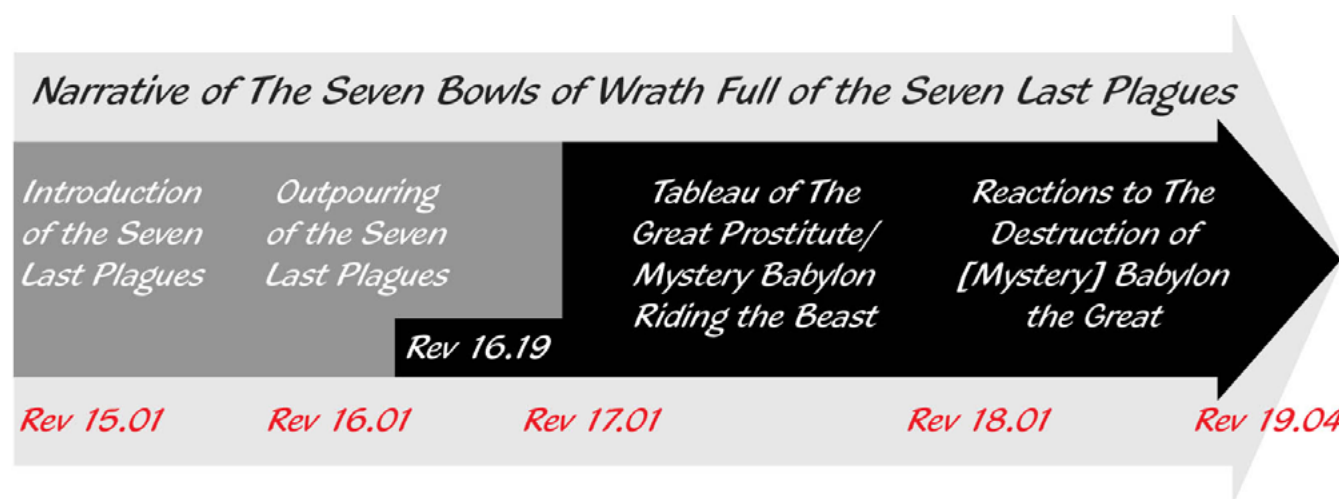 Narrative of The Seven Bowls of Wrath Full of the Seven Last Plagues
Introduction
of the Seven
Last Plagues
Outpouring
of the Seven
Last Plagues
Rev 16.19
Tableau of The
Great Prostitute/
Mystery Babylon
Riding the Beast
Reactions to The
Destruction of
[Mystery] Babylon
the Great
Rev 15.01
Rev 16.01
Rev 17.01
Rev 18.01
Rev 19.04